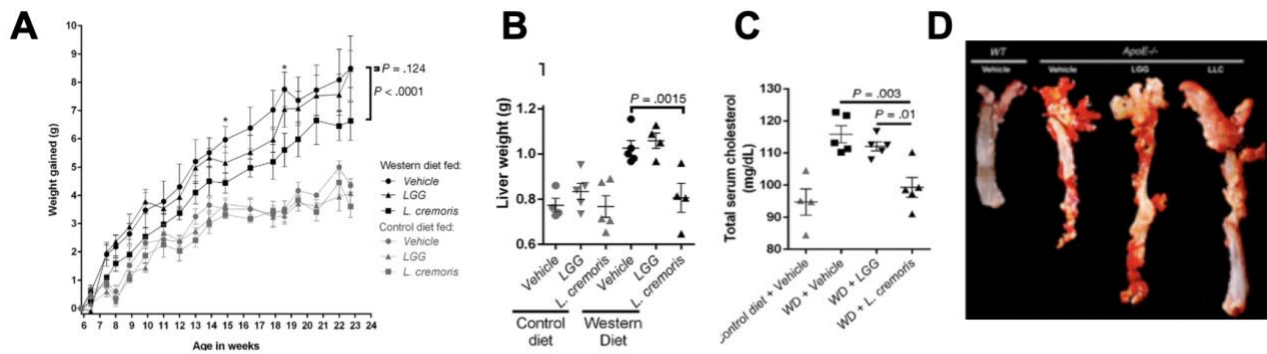 A
Weight gained (g)
10
9
8
7
6
5
4
3
2
1
0
6 7 8 9 10 11 12 13 14 15 16 17 18 19 20 21 22 23 24
Age in weeks
*
*
P = .124
P < .0001
Western diet fed:
Vehicle
LGG
L. cremoris
Control diet fed:
Vehicle
LGG
L. cremoris
B
Liver weight (g)
1.2
1.0
0.8
0.6
P = .0015
Vehicle
LGG
L. cremoris
Vehicle
LGG
L. cremoris
Control
diet
Western
Diet
C
Total serum cholesterol
(mg/dL)
130
120
110
100
90
80
P = .003
P = .01
Control diet + Vehicle
WD + Vehicle
WD + LGG
WD + L. cremoris
D
WT
ApoE-/-
Vehicle
Vehicle
LGG
LLC